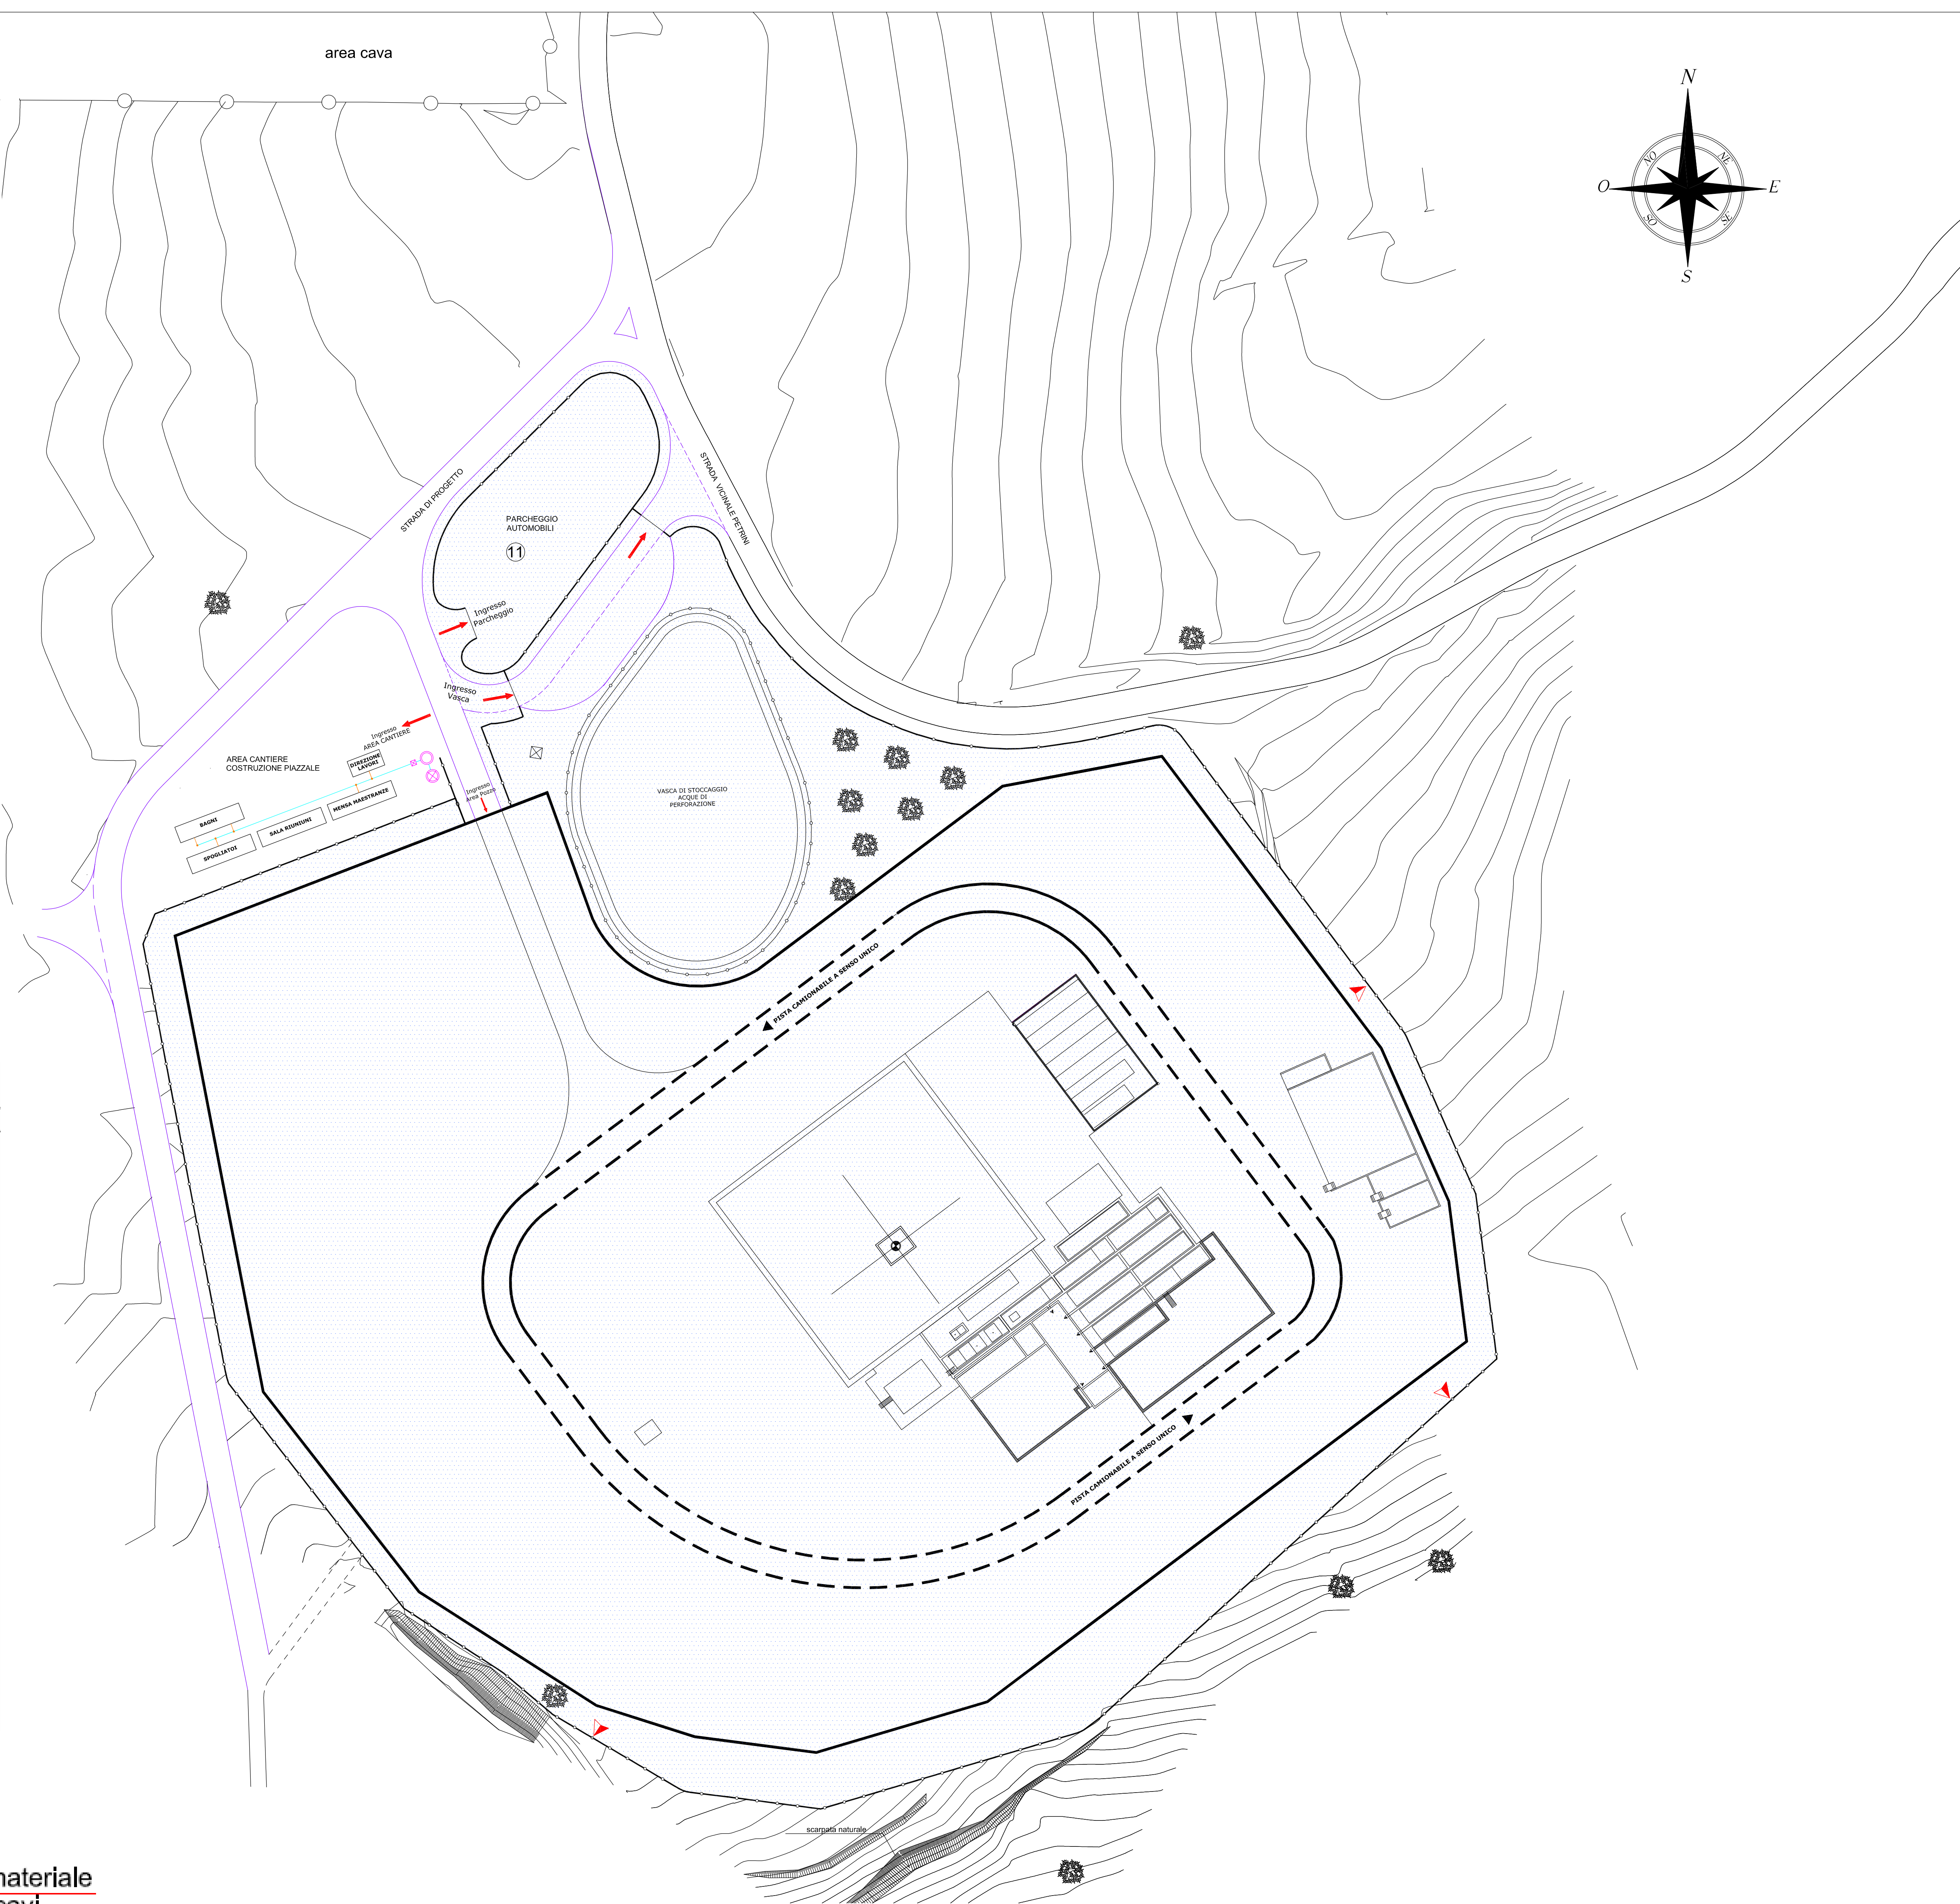 area cava
N
NO
NE
O
E
SO
SE
S
STRADA DI PROGETTO
STRADA VICINALE PETRINI
PARCHEGGIO
AUTOMOBILI
11
Ingresso
Parcheggio
Ingresso
Vasca
Ingresso
AREA CANTIERE
AREA CANTIERE
COSTRUZIONE PIAZZALE
DIREZIONE
LAVORI
MENSA MAESTRANZE
SALA RIUNIUNI
BAGNI
SPOGLIATOI
Ingresso
Area Pozzo
VASCA DI STOCCAGGIO
ACQUE DI
PERFORAZIONE
PISTA CAMIONABILE A SENSO UNICO
PISTA CAMIONABILE A SENSO UNICO
scarpata naturale
materiale